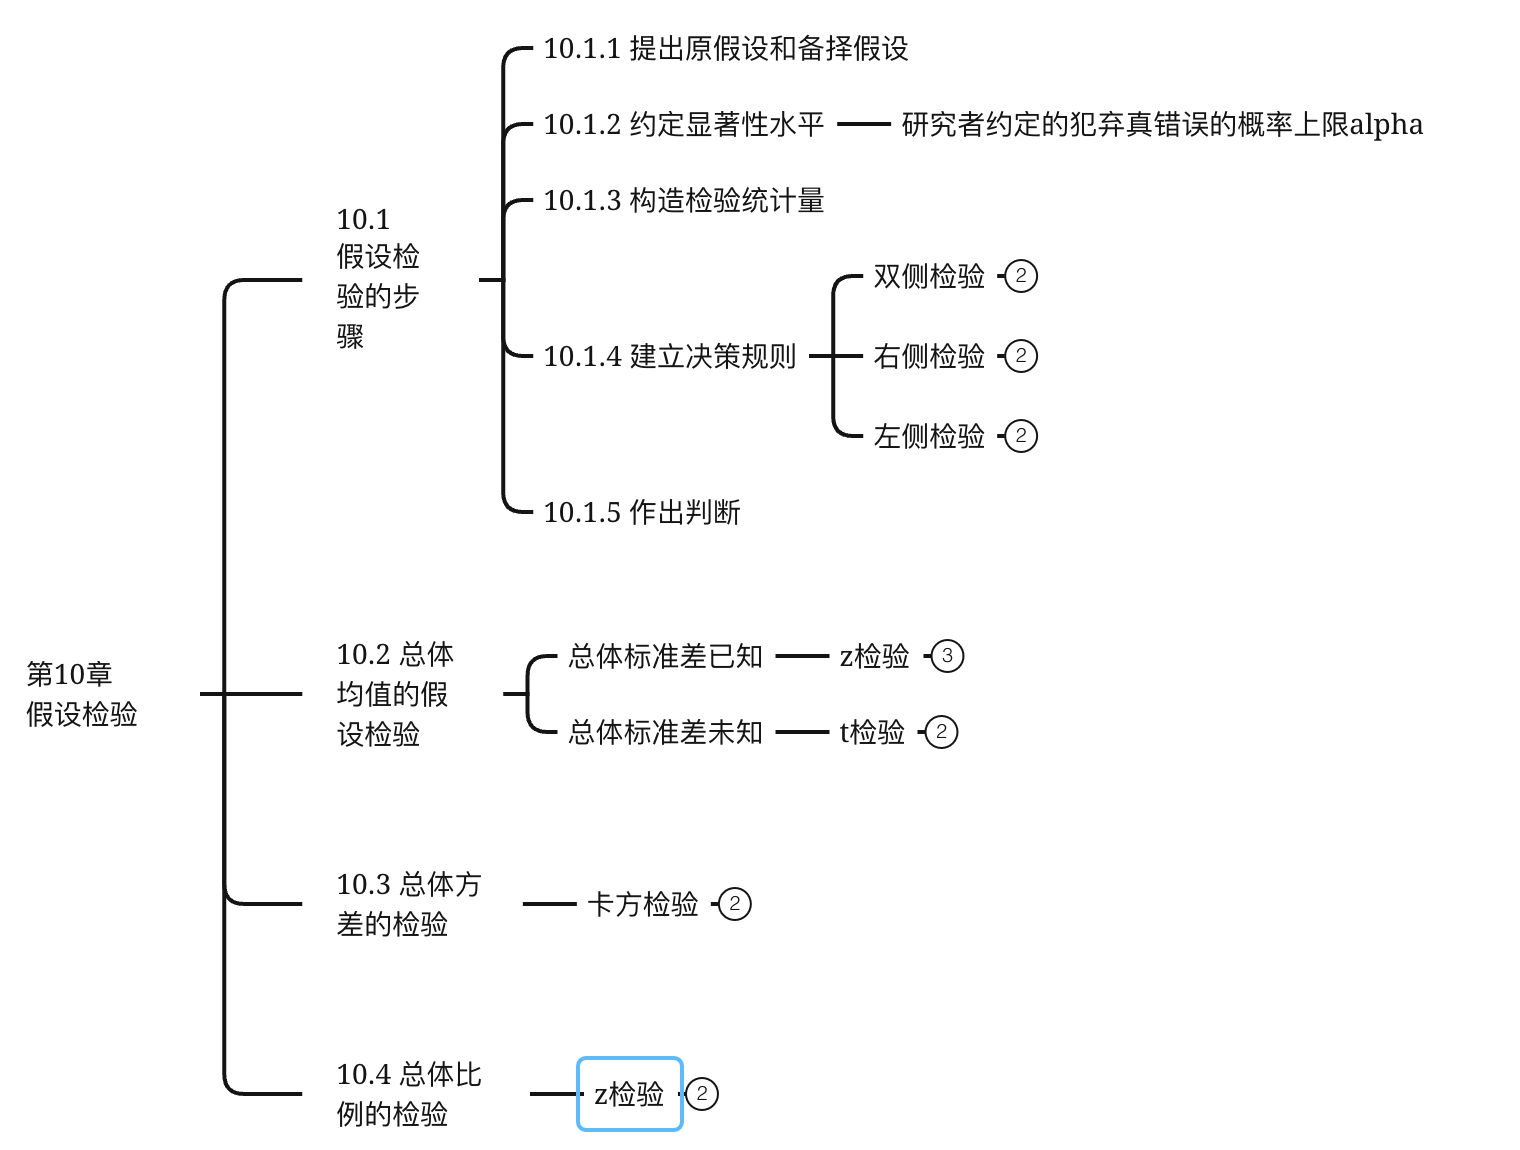 10.1.1 提出原假设和备择假设
10.1.2 约定显著性水平
研究者约定的犯弃真错误的概率上限alpha
10.1.3 构造检验统计量
10.1
假设检
验的步
骤
双侧检验
2
10.1.4 建立决策规则
右侧检验
2
左侧检验
2
10.1.5 作出判断
第10章
假设检验
10.2 总体
均值的假
设检验
总体标准差已知
z检验
3
总体标准差未知
t检验
2
10.3 总体方
差的检验
卡方检验
2
10.4 总体比
例的检验
z检验
2